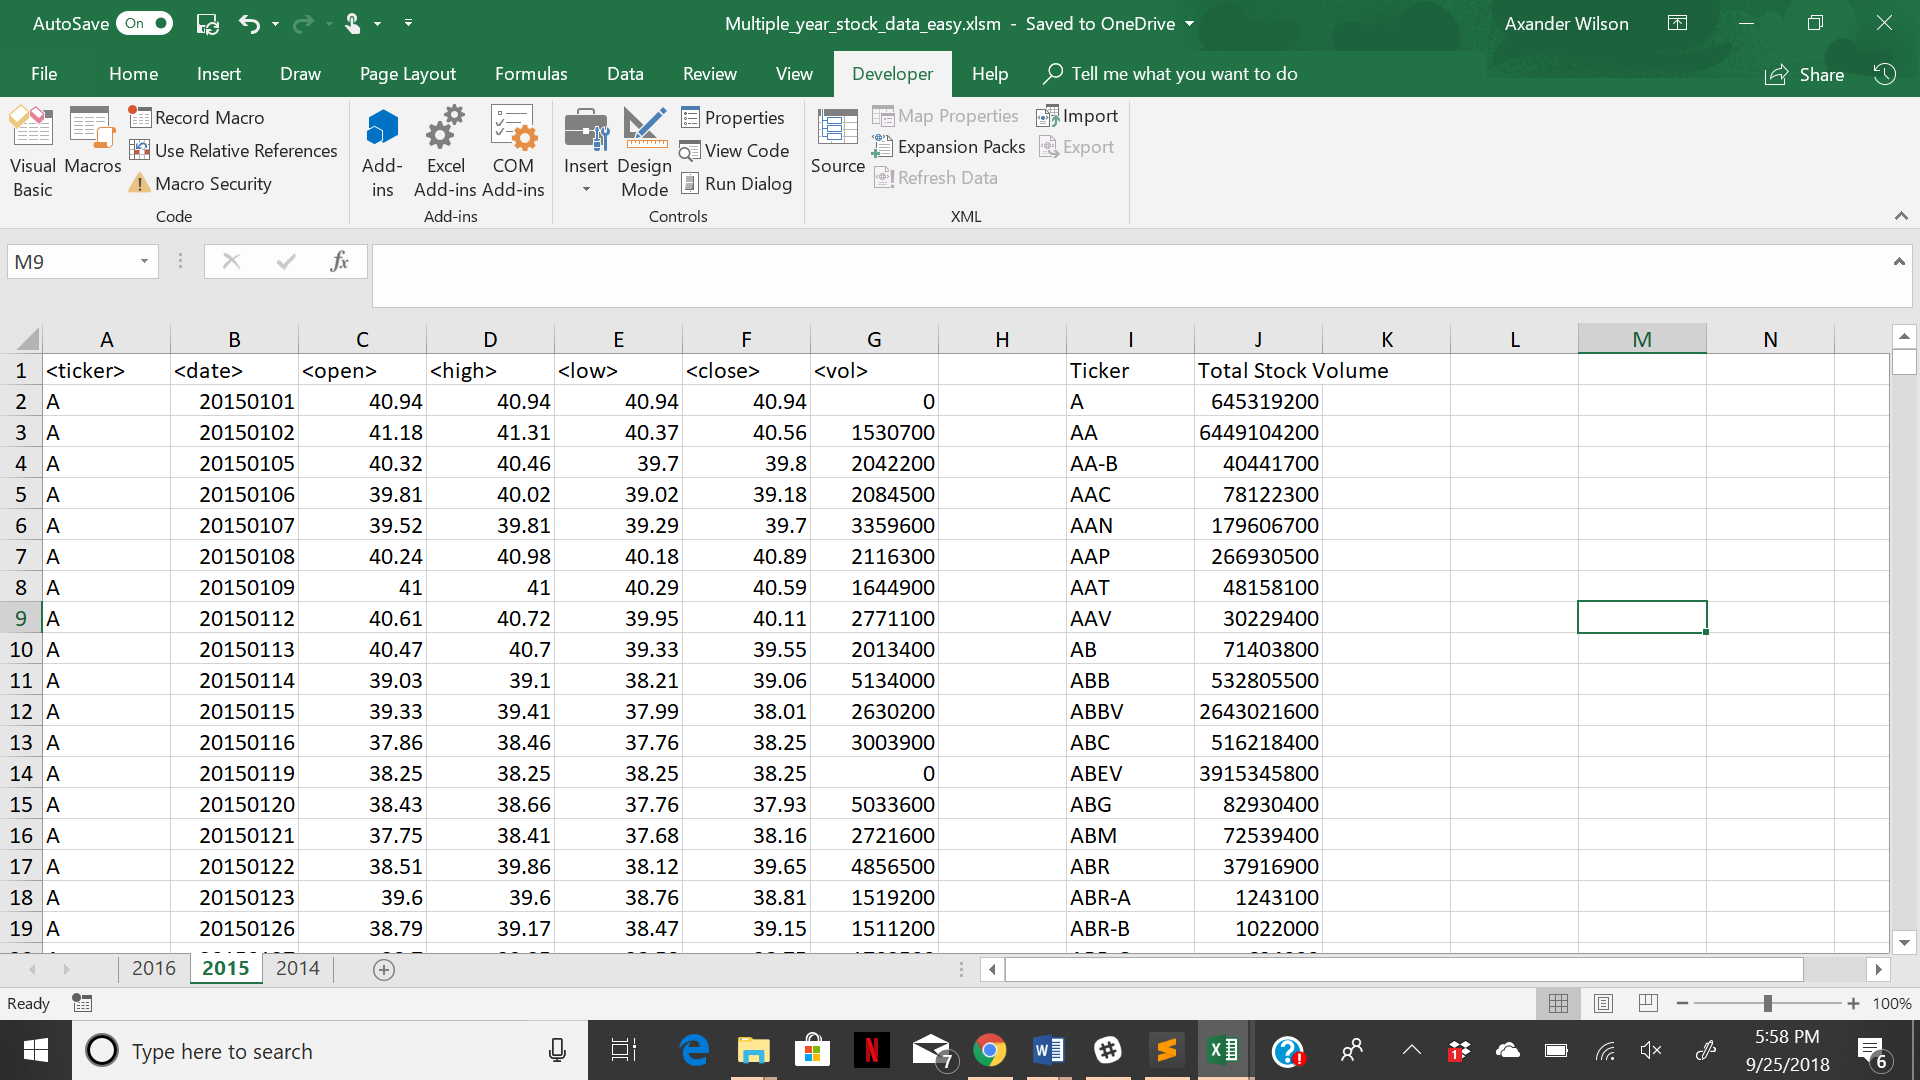 AutoSave On Multiple_year_stock_data_easy.xlsm - Saved to OneDrive Axander Wilson
File Home Insert Draw Page Layout Formulas Data Review View Developer Help Tell me what you want to do Share
Visual Basic Macros Record Macro Use Relative References Macro Security
Add-ins Excel Add-ins COM Add-ins
Insert Design Mode Properties View Code Run Dialog
Source Map Properties Expansion Packs Refresh Data Import Export
Code Add-ins Controls XML
M9 fx
A B C D E F G H I J K L M N
1 <ticker> <date> <open> <high> <low> <close> <vol> Ticker Total Stock Volume
2 A 20150101 40.94 40.94 40.94 40.94 0 A 645319200
3 A 20150102 41.18 41.31 40.37 40.56 1530700 AA 6449104200
4 A 20150105 40.32 40.46 39.7 39.8 2042200 AA-B 40441700
5 A 20150106 39.81 40.02 39.02 39.18 2084500 AAC 78122300
6 A 20150107 39.52 39.81 39.29 39.7 3359600 AAN 179606700
7 A 20150108 40.24 40.98 40.18 40.89 2116300 AAP 266930500
8 A 20150109 41 41 40.29 40.59 1644900 AAT 48158100
9 A 20150112 40.61 40.72 39.95 40.11 2771100 AAV 30229400
10 A 20150113 40.47 40.7 39.33 39.55 2013400 AB 71403800
11 A 20150114 39.03 39.1 38.21 39.06 5134000 ABB 532805500
12 A 20150115 39.33 39.41 37.99 38.01 2630200 ABBV 2643021600
13 A 20150116 37.86 38.46 37.76 38.25 3003900 ABC 516218400
14 A 20150119 38.25 38.25 38.25 38.25 0 ABEV 3915345800
15 A 20150120 38.43 38.66 37.76 37.93 5033600 ABG 82930400
16 A 20150121 37.75 38.41 37.68 38.16 2721600 ABM 72539400
17 A 20150122 38.51 39.86 38.12 39.65 4856500 ABR 37916900
18 A 20150123 39.6 39.6 38.76 38.81 1519200 ABR-A 1243100
19 A 20150126 38.79 39.17 38.47 39.15 1511200 ABR-B 1022000
2016 2015 2014
Ready 100%
Type here to search 7 1 5:58 PM
9/25/2018 6